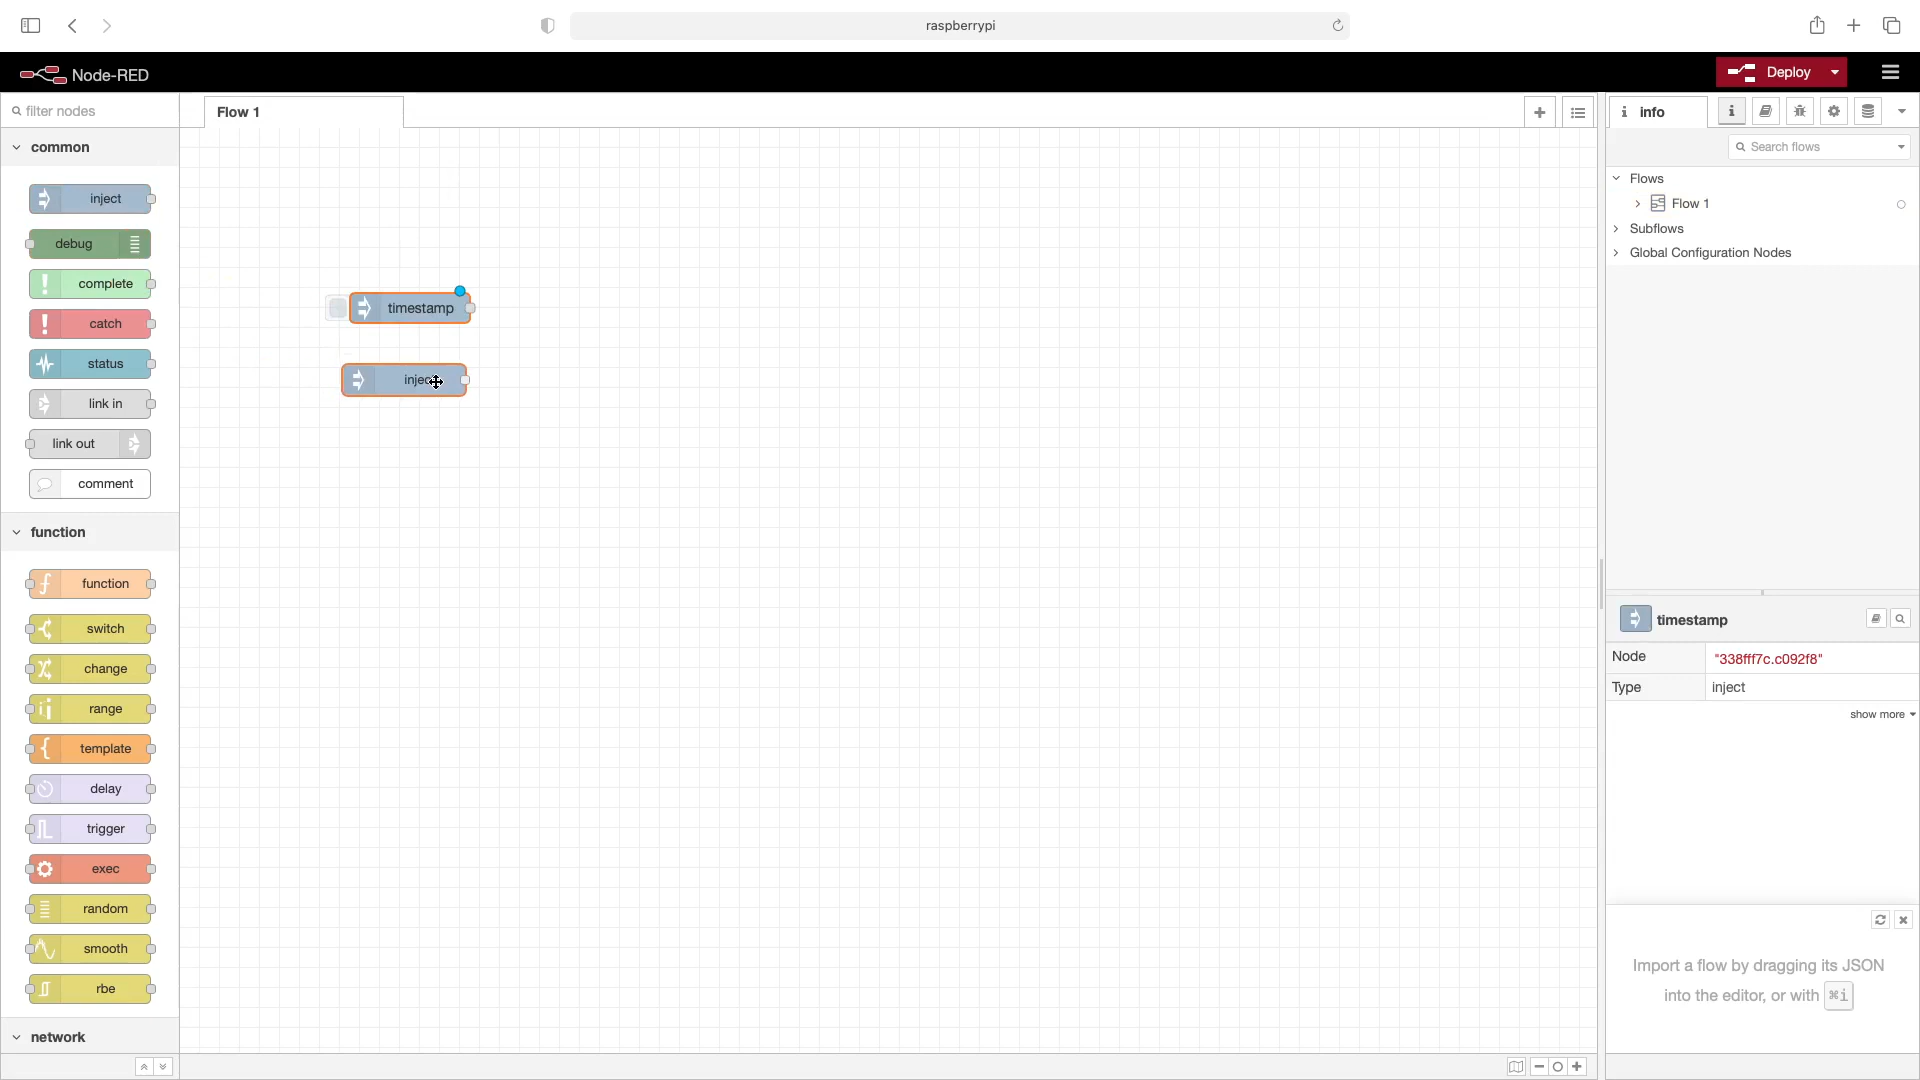 raspberrypi
Node-RED
Deploy
filter nodes
Flow 1
info
Search flows
common
inject
debug
complete
catch
status
link in
link out
comment
function
function
switch
change
range
template
delay
trigger
exec
random
smooth
rbe
network
timestamp
Flows
Flow 1
Subflows
Global Configuration Nodes
timestamp
Node "338fff7c.c092f8"
Type inject
show more
Import a flow by dragging its JSON
into the editor, or with ⌘i